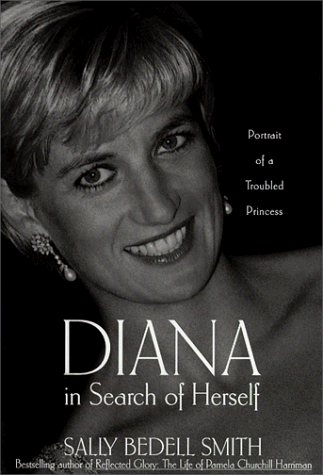 Portrait
of a
Troubled
Princess
DIANA
in Search of Herself
SALLY BEDELL SMITH
Bestselling author of Reflected Glory: The Life of Pamela Churchill Harriman